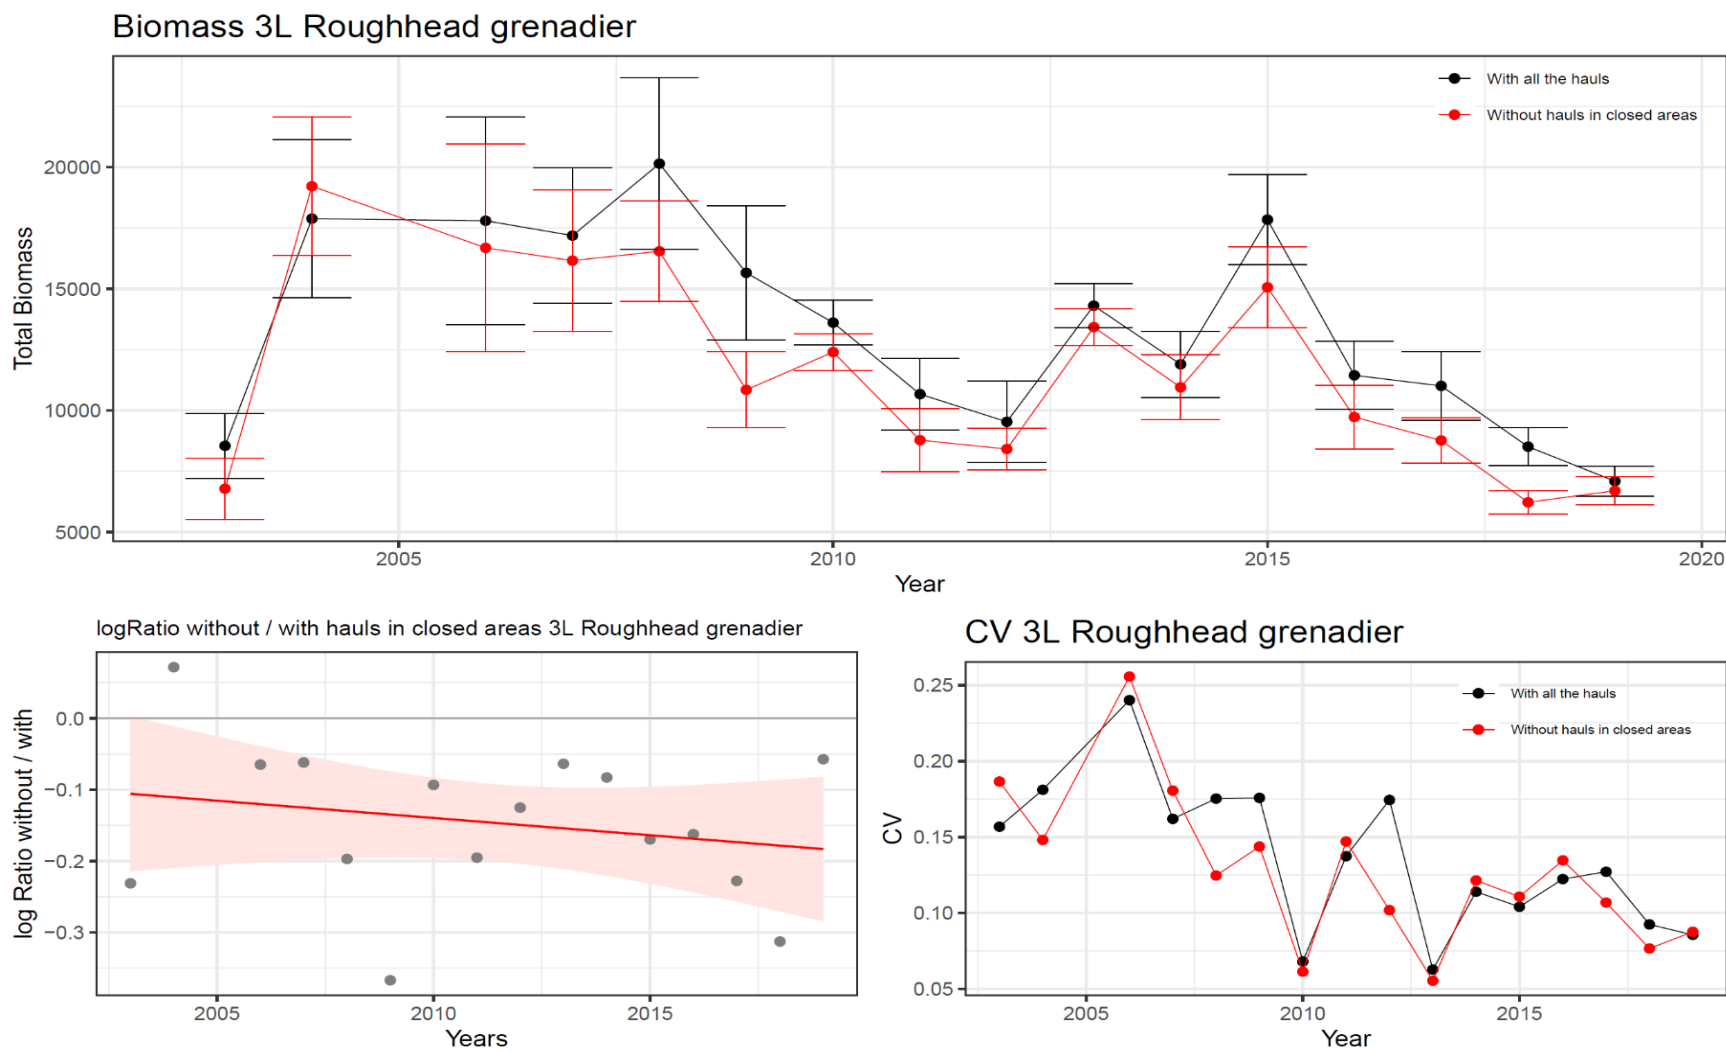 Biomass 3L Roughhead grenadier
With all the hauls
Without hauls in closed areas
Total Biomass
20000
15000
10000
5000
2005
2010
2015
2020
Year
logRatio without / with hauls in closed areas 3L Roughhead grenadier
log Ratio without / with
0.0
−0.1
−0.2
−0.3
2005
2010
2015
Years
CV 3L Roughhead grenadier
With all the hauls
Without hauls in closed areas
CV
0.25
0.20
0.15
0.10
0.05
2005
2010
2015
Year